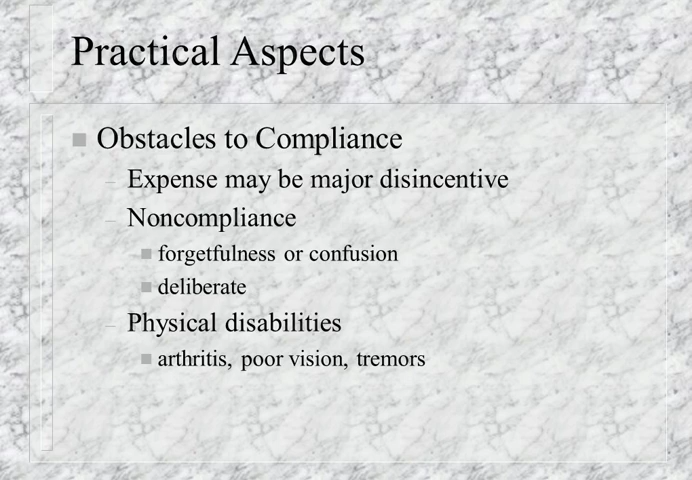 Practical Aspects
Obstacles to Compliance
– Expense may be major disincentive
– Noncompliance
forgetfulness or confusion
deliberate
– Physical disabilities
arthritis, poor vision, tremors